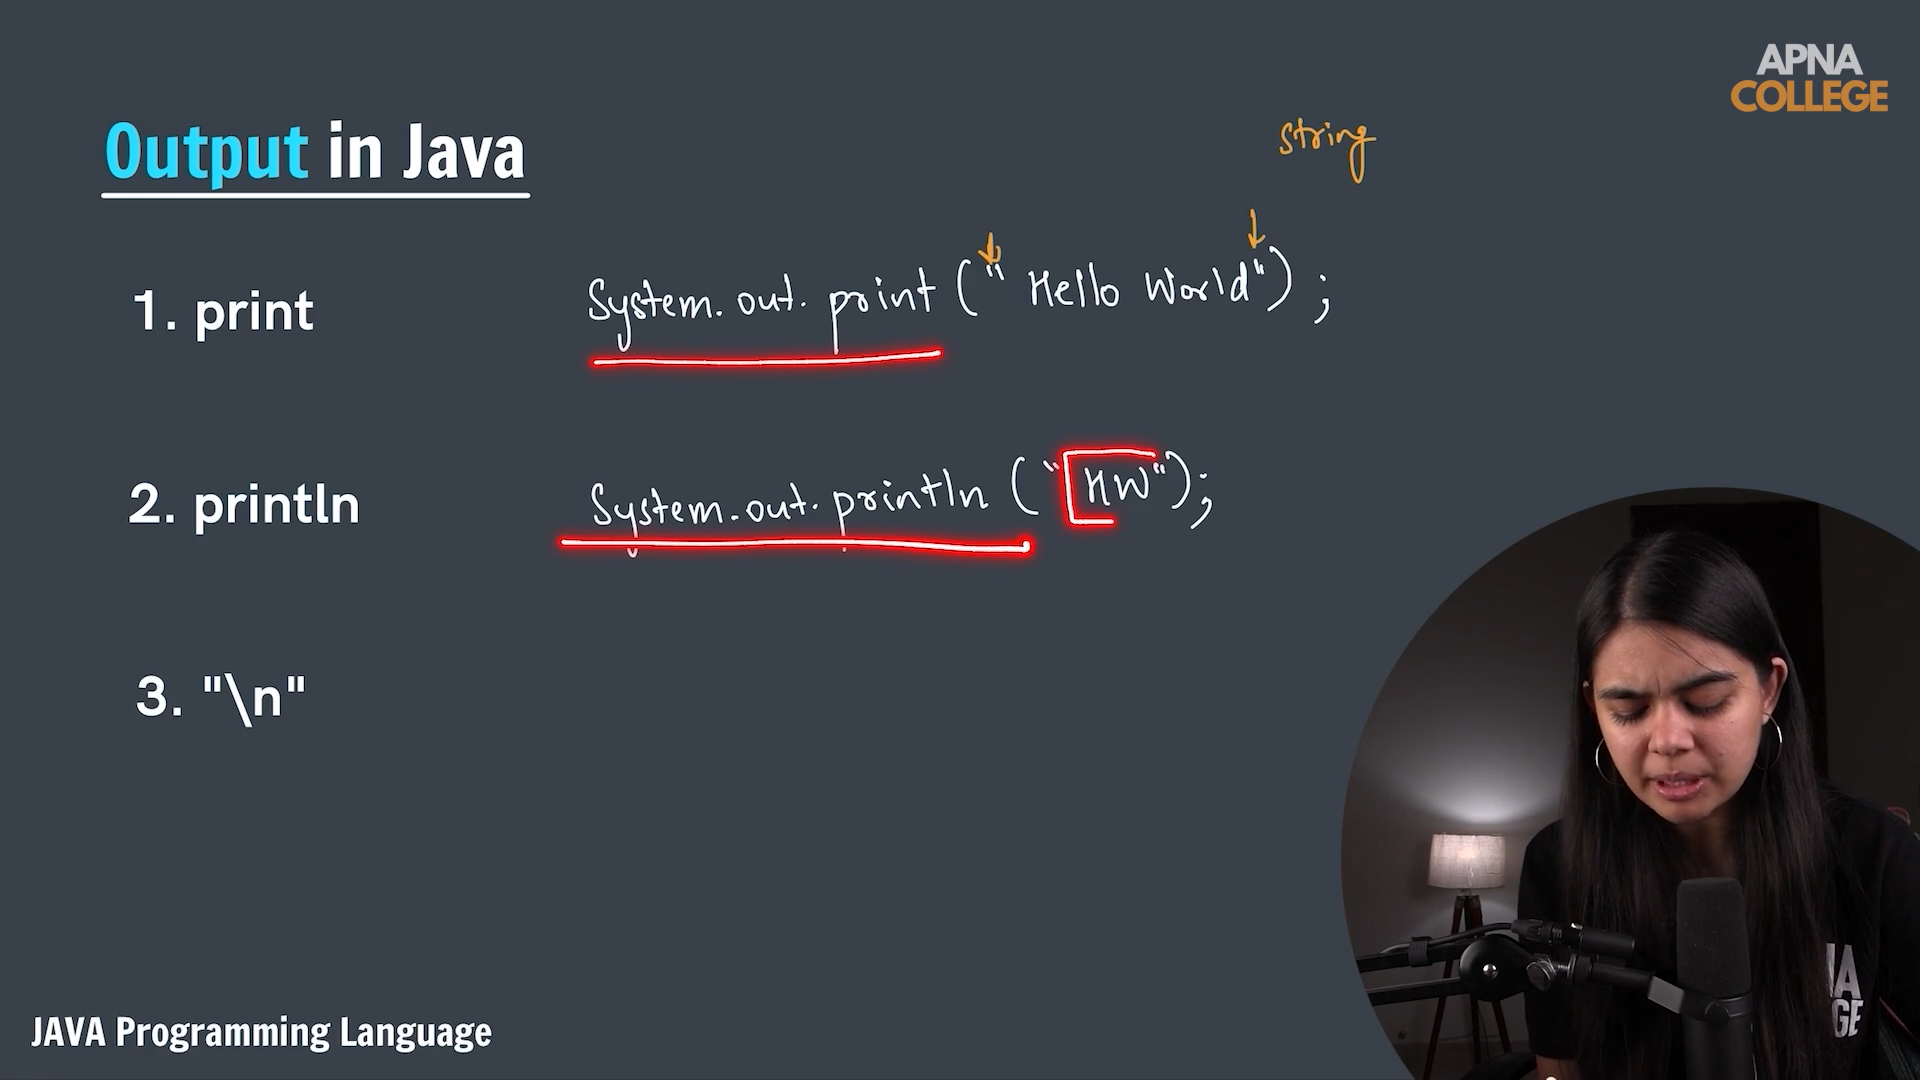 APNA
COLLEGE
Output in Java
string
1. print
System.out.print (" Hello World") ;
2. println
System.out.println ("HW");
3. "\n"
JAVA Programming Language